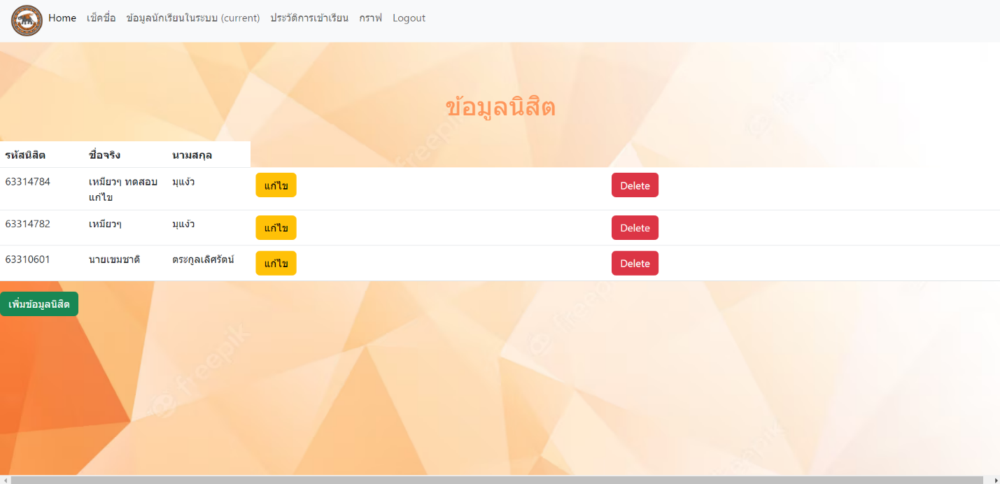 Home เช็คชื่อ ข้อมูลนักเรียนในระบบ (current) ประวัติการเข้าเรียน กราฟ Logout
ข้อมูลนิสิต
รหัสนิสิต ชื่อจริง นามสกุล
63314784 เหมียวๆ ทดสอบ มุแง้ว แก้ไข Delete
แก้ไข
63314782 เหมียวๆ มุแง้ว แก้ไข Delete
63310601 นายเขมชาติ ตระกูลเลิศรัตน์ แก้ไข Delete
เพิ่มข้อมูลนิสิต
freepik
freepik
freepik